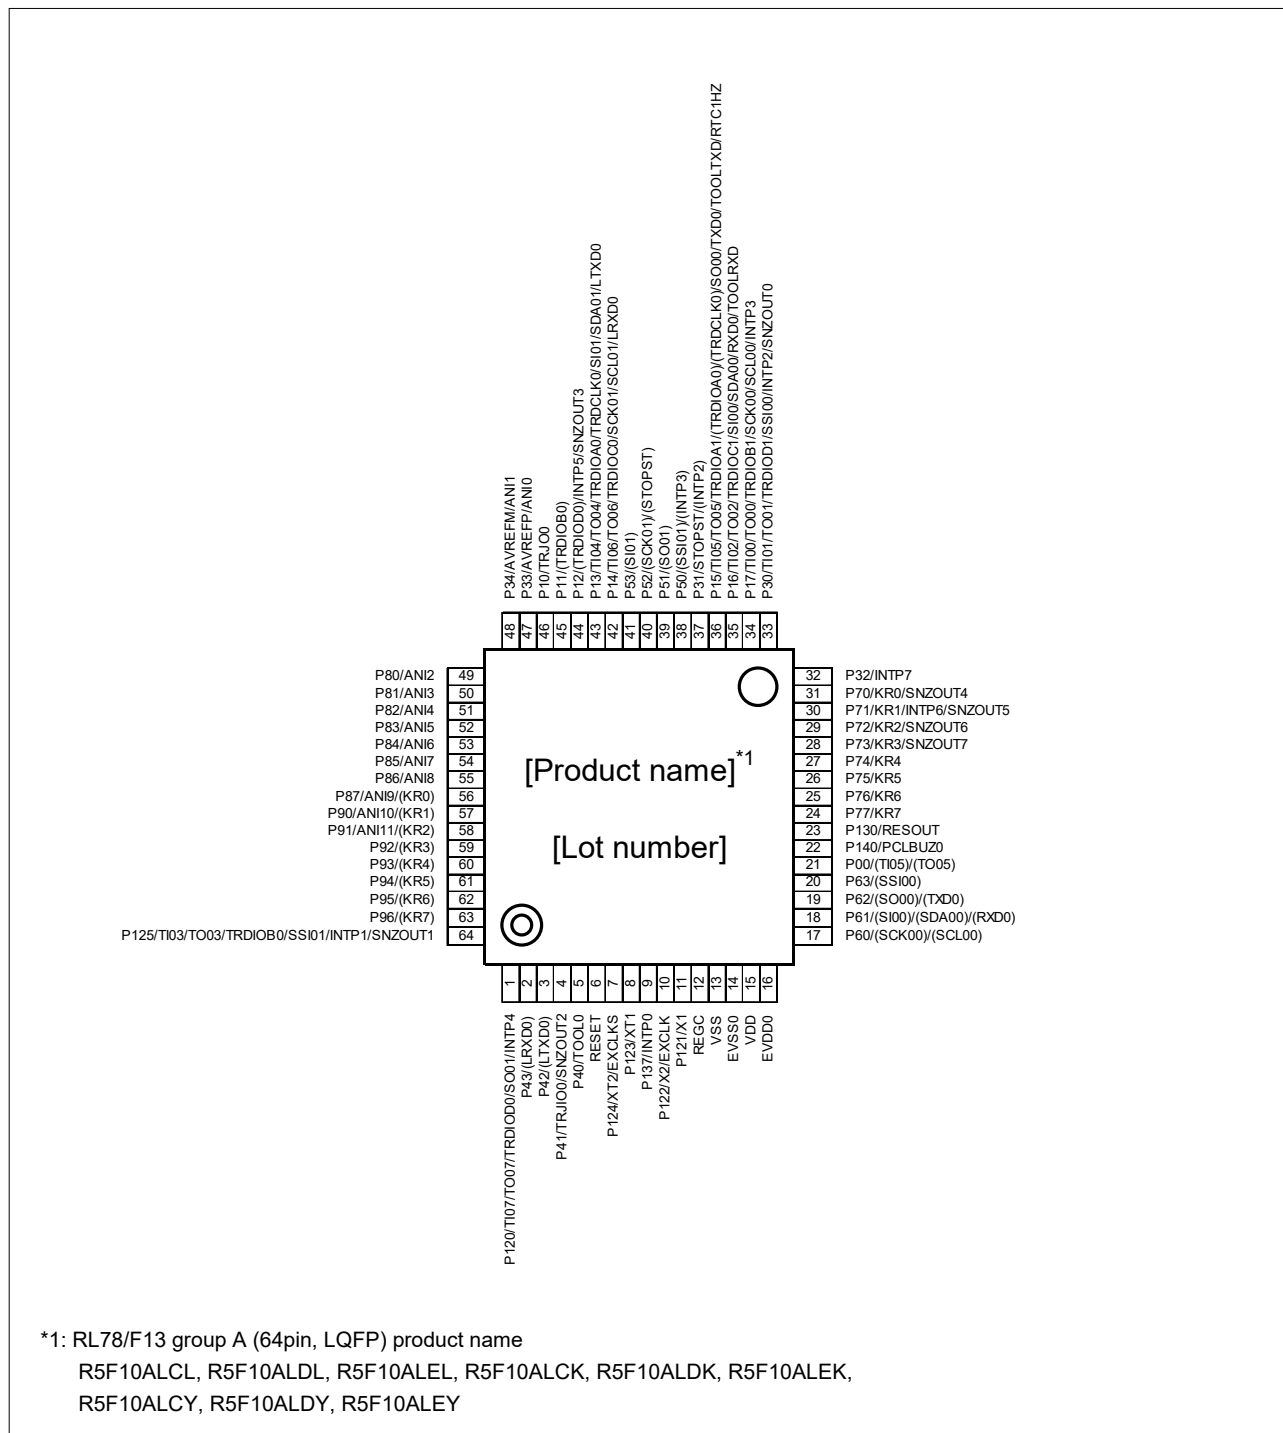 P34/AVREFM/ANI1
P33/AVREFP/ANI0
P10/TRJO0
P11/(TRDIOB0)
P12/(TRDIOD0)/INTP5/SNZOUT3
P13/TI04/TO04/TRDIOA0/TRDCLK0/SI01/SDA01/LTXD0
P14/TI06/TO06/TRDIOC0/SCK01/SCL01/LRXD0
P53/(SI01)
P52/(SCK01)/(STOPST)
P51/(SO01)
P50/(SSI01)/(INTP3)
P31/STOPST/(INTP2)
P15/TI05/TO05/TRDIOA1/(TRDIOA0)/(TRDCLK0)/SO00/TXD0/TOOLTXD/RTC1HZ
P16/TI02/TO02/TRDIOC1/SI00/SDA00/RXD0/TOOLRXD
P17/TI00/TO00/TRDIOB1/SCK00/SCL00/INTP3
P30/TI01/TO01/TRDIOD1/SSI00/INTP2/SNZOUT0
48 47 46 45 44 43 42 41 40 39 38 37 36 35 34 33
P80/ANI2 49
P81/ANI3 50
P82/ANI4 51
P83/ANI5 52
P84/ANI6 53
P85/ANI7 54
P86/ANI8 55
P87/ANI9/(KR0) 56
P90/ANI10/(KR1) 57
P91/ANI11/(KR2) 58
P92/(KR3) 59
P93/(KR4) 60
P94/(KR5) 61
P95/(KR6) 62
P96/(KR7) 63
P125/TI03/TO03/TRDIOB0/SSI01/INTP1/SNZOUT1 64
[Product name]*1
[Lot number]
32 P32/INTP7
31 P70/KR0/SNZOUT4
30 P71/KR1/INTP6/SNZOUT5
29 P72/KR2/SNZOUT6
28 P73/KR3/SNZOUT7
27 P74/KR4
26 P75/KR5
25 P76/KR6
24 P77/KR7
23 P130/RESOUT
22 P140/PCLBUZ0
21 P00/(TI05)/(TO05)
20 P63/(SSI00)
19 P62/(SO00)/(TXD0)
18 P61/(SI00)/(SDA00)/(RXD0)
17 P60/(SCK00)/(SCL00)
1 2 3 4 5 6 7 8 9 10 11 12 13 14 15 16
P120/TI07/TO07/TRDIOD0/SO01/INTP4
P43/(LRXD0)
P42/(LTXD0)
P41/TRJIO0/SNZOUT2
P40/TOOL0
RESET
P124/XT2/EXCLKS
P123/XT1
P137/INTP0
P122/X2/EXCLK
P121/X1
REGC
VSS
EVSS0
VDD
EVDD0
*1: RL78/F13 group A (64pin, LQFP) product name
R5F10ALCL, R5F10ALDL, R5F10ALEL, R5F10ALCK, R5F10ALDK, R5F10ALEK,
R5F10ALCY, R5F10ALDY, R5F10ALEY